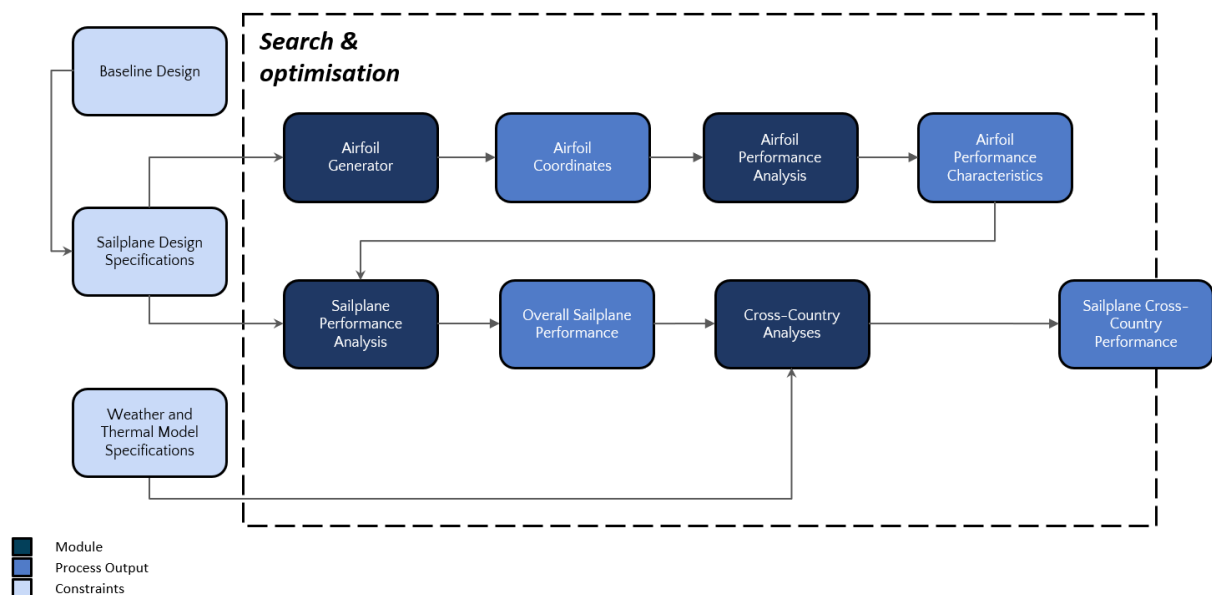 Search &
optimisation
Baseline Design
Airfoil
Generator
Airfoil
Coordinates
Airfoil
Performance
Analysis
Airfoil
Performance
Characteristics
Sailplane Design
Specifications
Sailplane
Performance
Analysis
Overall Sailplane
Performance
Cross-Country
Analyses
Sailplane Cross-
Country
Performance
Weather and
Thermal Model
Specifications
Module
Process Output
Constraints